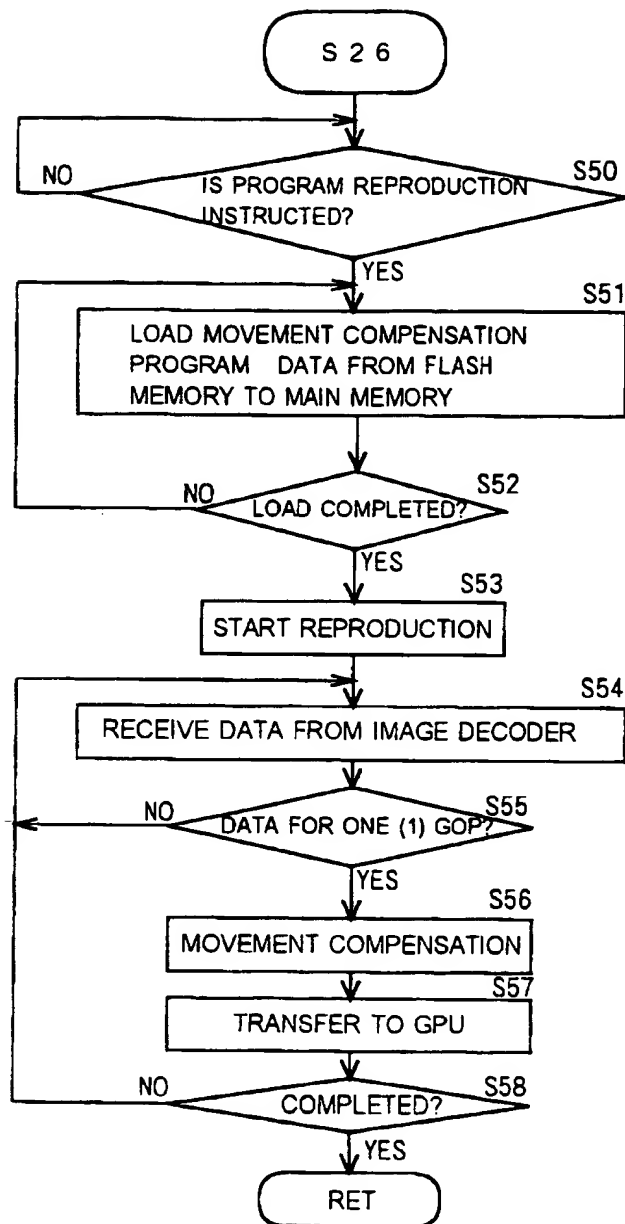 S 2 6
S50
NO
IS PROGRAM REPRODUCTION
INSTRUCTED?
YES
S51
LOAD MOVEMENT COMPENSATION
PROGRAM DATA FROM FLASH
MEMORY TO MAIN MEMORY
NO
S52
LOAD COMPLETED?
YES
S53
START REPRODUCTION
S54
RECEIVE DATA FROM IMAGE DECODER
NO
S55
DATA FOR ONE (1) GOP?
YES
S56
MOVEMENT COMPENSATION
S57
TRANSFER TO GPU
NO
S58
COMPLETED?
YES
RET